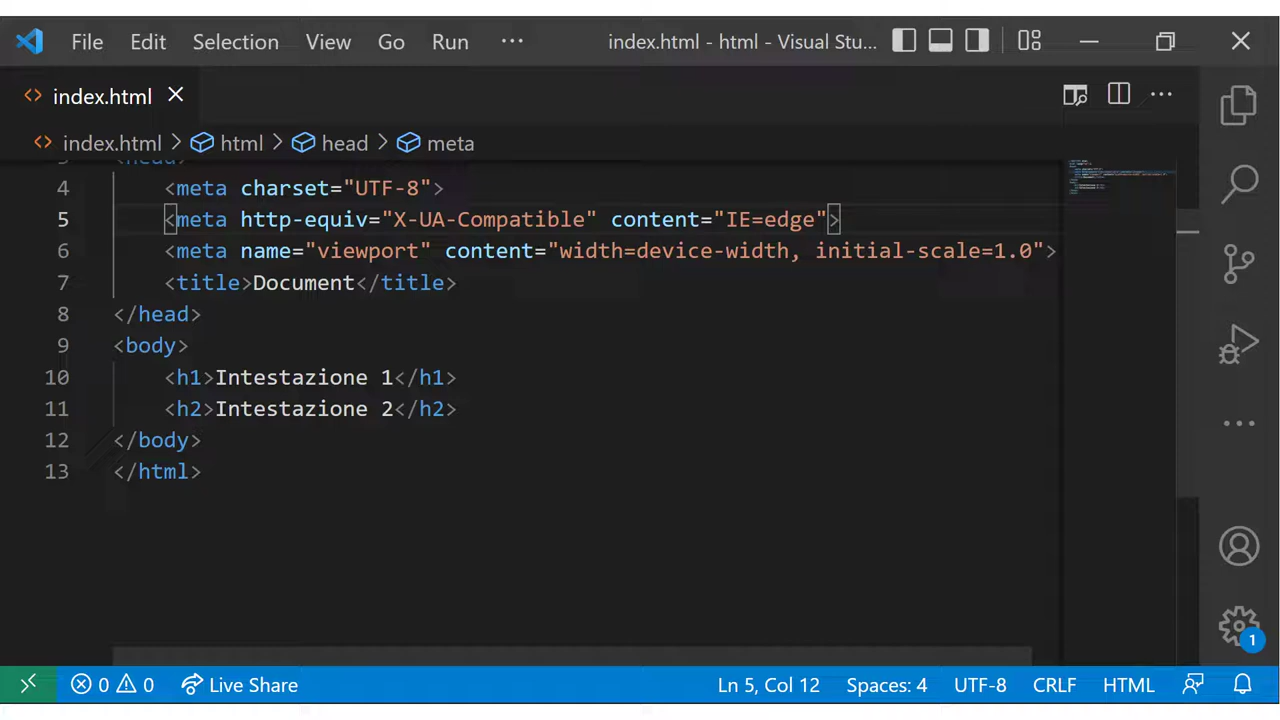 File Edit Selection View Go Run ··· index.html - html - Visual Stu...
index.html
index.html > html > head > meta
3 <head>
4 <meta charset="UTF-8">
5 <meta http-equiv="X-UA-Compatible" content="IE=edge">
6 <meta name="viewport" content="width=device-width, initial-scale=1.0">
7 <title>Document</title>
8 </head>
9 <body>
10 <h1>Intestazione 1</h1>
11 <h2>Intestazione 2</h2>
12 </body>
13 </html>
1
0 0 Live Share Ln 5, Col 12 Spaces: 4 UTF-8 CRLF HTML